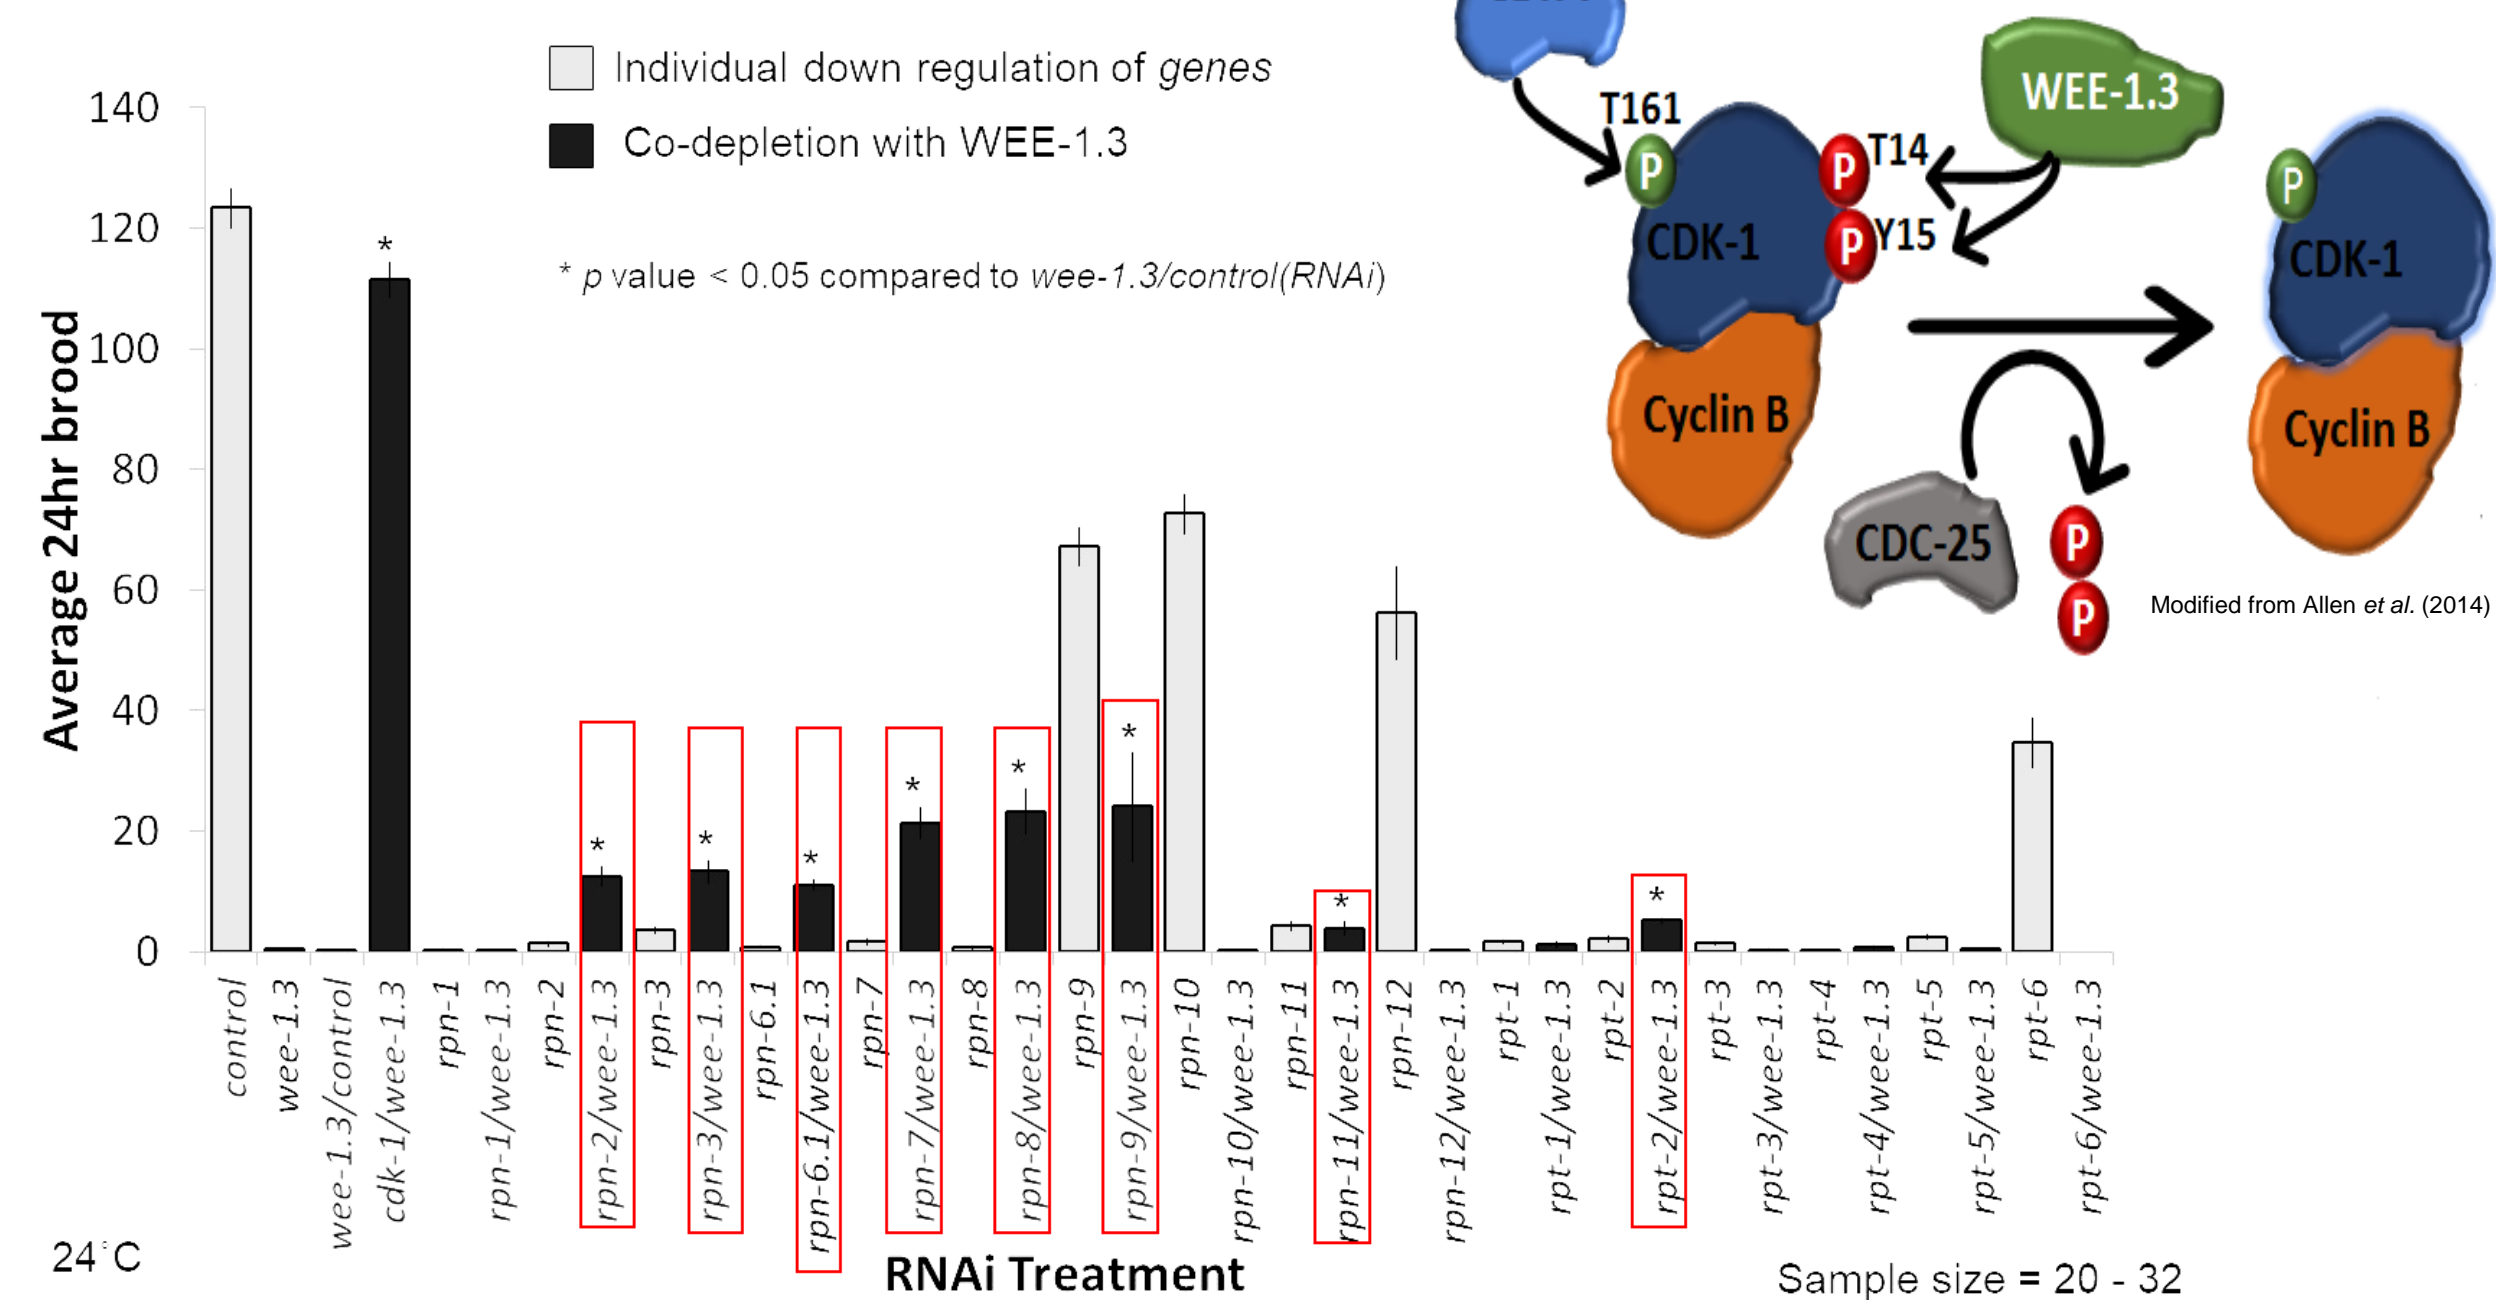 Individual down regulation of genes
Co-depletion with WEE-1.3
* p value < 0.05 compared to wee-1.3/control(RNAi)
Average 24hr brood
140
120
100
80
60
40
20
0
*
*
*
*
*
*
*
*
*
control
wee-1.3
wee-1.3/control
cdk-1/wee-1.3
rpn-1
rpn-1/wee-1.3
rpn-2
rpn-2/wee-1.3
rpn-3
rpn-3/wee-1.3
rpn-6.1
rpn-6.1/wee-1.3
rpn-7
rpn-7/wee-1.3
rpn-8
rpn-8/wee-1.3
rpn-9
rpn-9/wee-1.3
rpn-10
rpn-10/wee-1.3
rpn-11
rpn-11/wee-1.3
rpn-12
rpn-12/wee-1.3
rpt-1
rpt-1/wee-1.3
rpt-2
rpt-2/wee-1.3
rpt-3
rpt-3/wee-1.3
rpt-4
rpt-4/wee-1.3
rpt-5
rpt-5/wee-1.3
rpt-6
rpt-6/wee-1.3
24°C
RNAi Treatment
Sample size = 20 - 32
WEE-1.3
T161
P
P
T14
P
Y15
CDK-1
Cyclin B
P
CDK-1
Cyclin B
CDC-25
P
P
Modified from Allen et al. (2014)